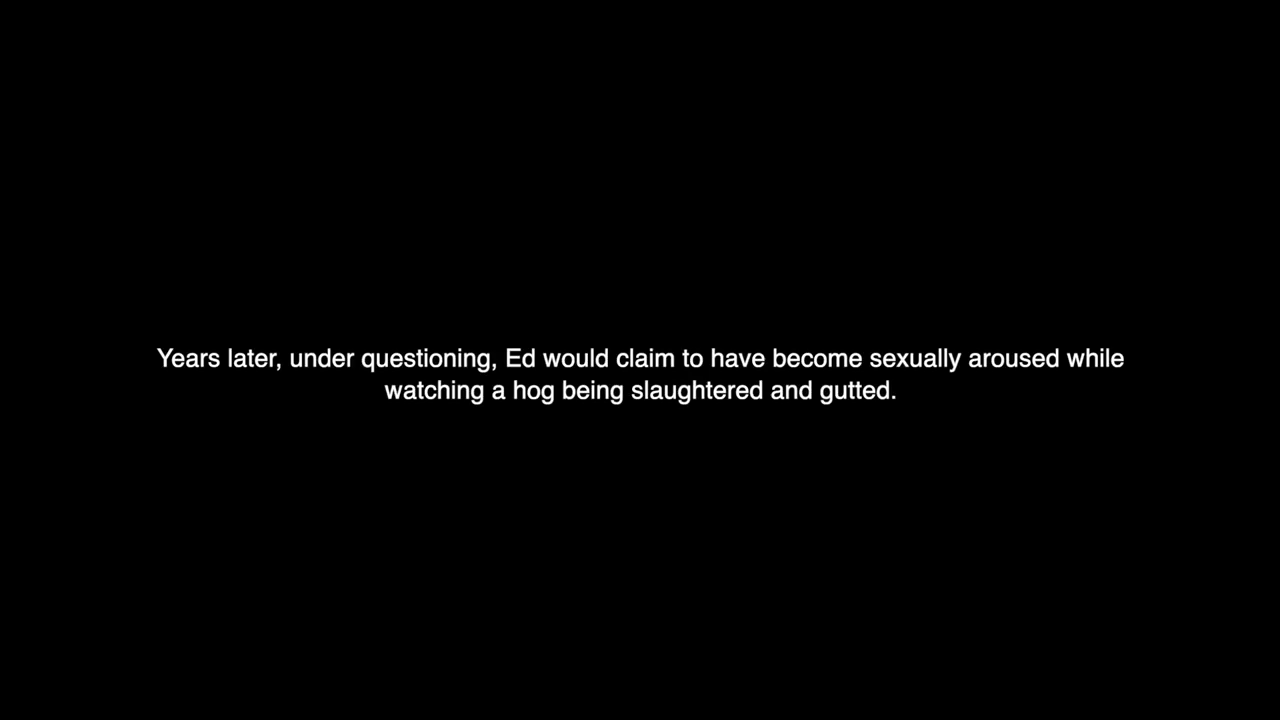 Years later, under questioning, Ed would claim to have become sexually aroused while
watching a hog being slaughtered and gutted.